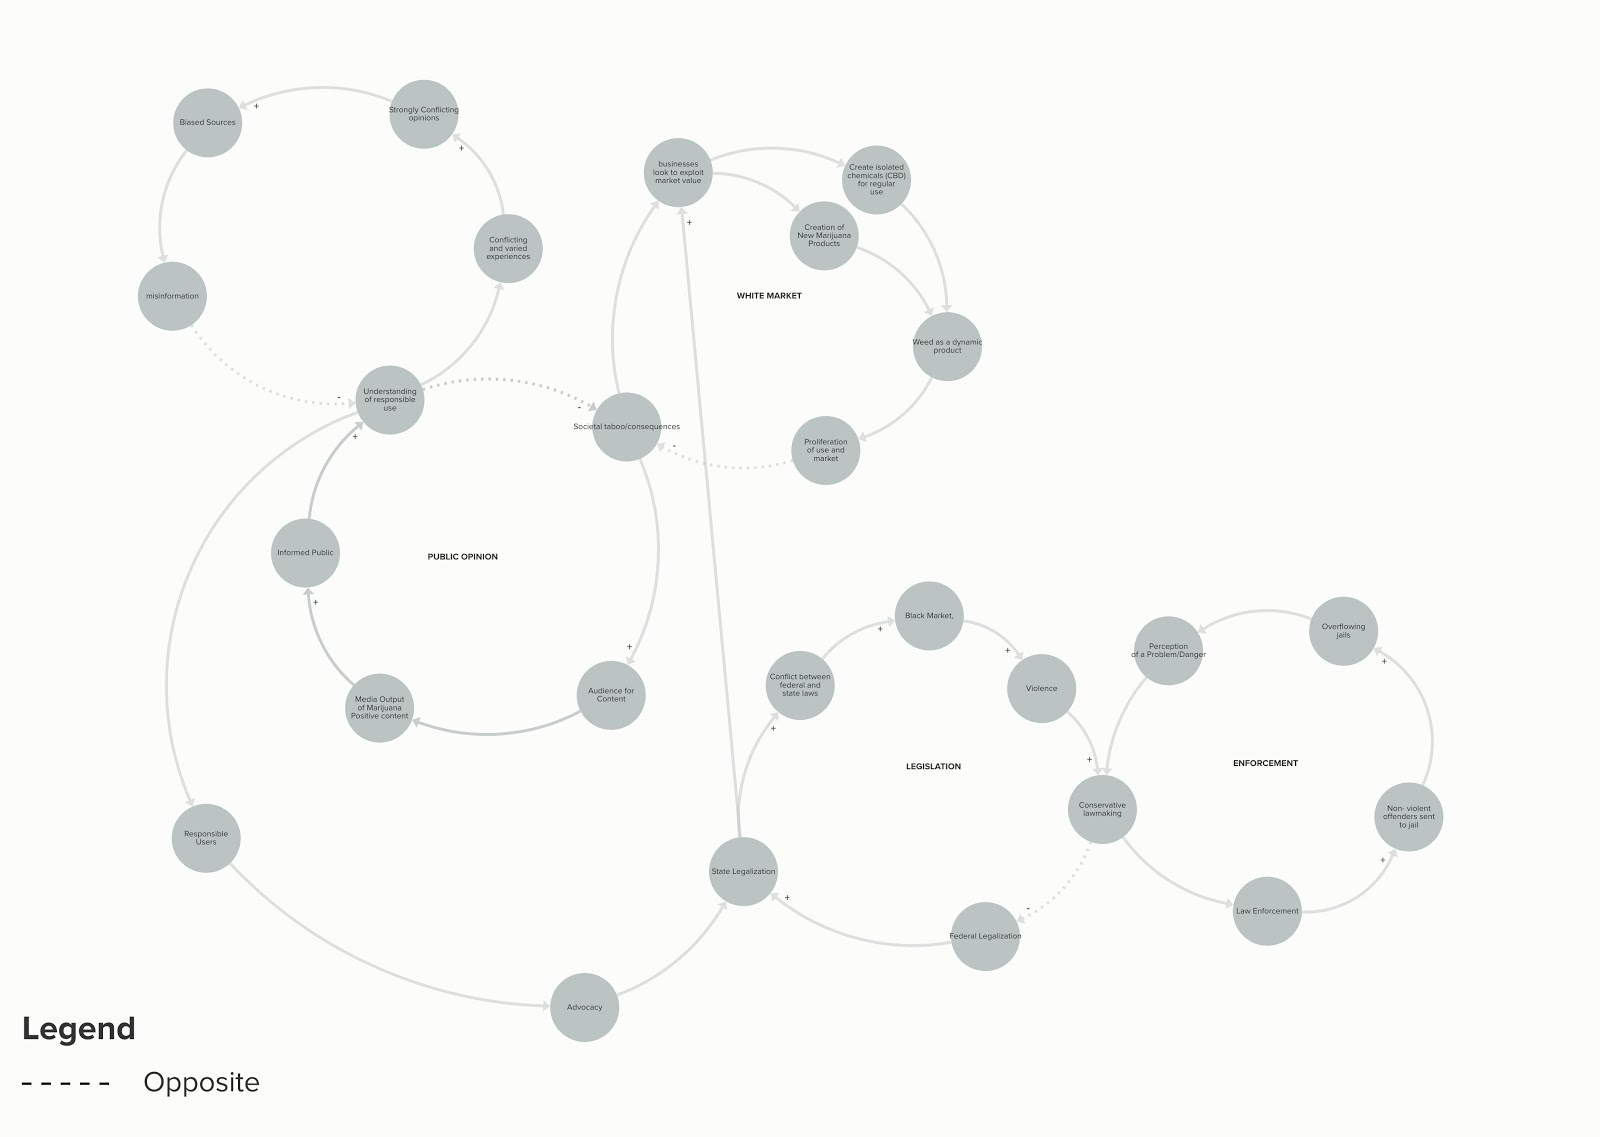 Strongly Conflicting
opinions
+
Biased Sources
+
Conflicting
and varied
experiences
misinformation
-
Understanding
of responsible
use
+
-
Societal taboo/consequences
-
businesses
look to exploit
market value
+
Create isolated
chemicals (CBD)
for regular
use
Creation of
New Marijuana
Products
WHITE MARKET
Weed as a dynamic
product
Proliferation
of use and
market
Informed Public
+
PUBLIC OPINION
Media Output
of Marijuana
Positive content
+
Audience for
Content
Black Market,
+
Conflict between
federal and
state laws
+
+
Violence
+
LEGISLATION
Perception
of a Problem/Danger
Overflowing
jails
+
ENFORCEMENT
Conservative
lawmaking
Non- violent
offenders sent
to jail
+
Law Enforcement
-
Federal Legalization
+
State Legalization
Responsible
Users
Advocacy
Legend
- - - - - Opposite